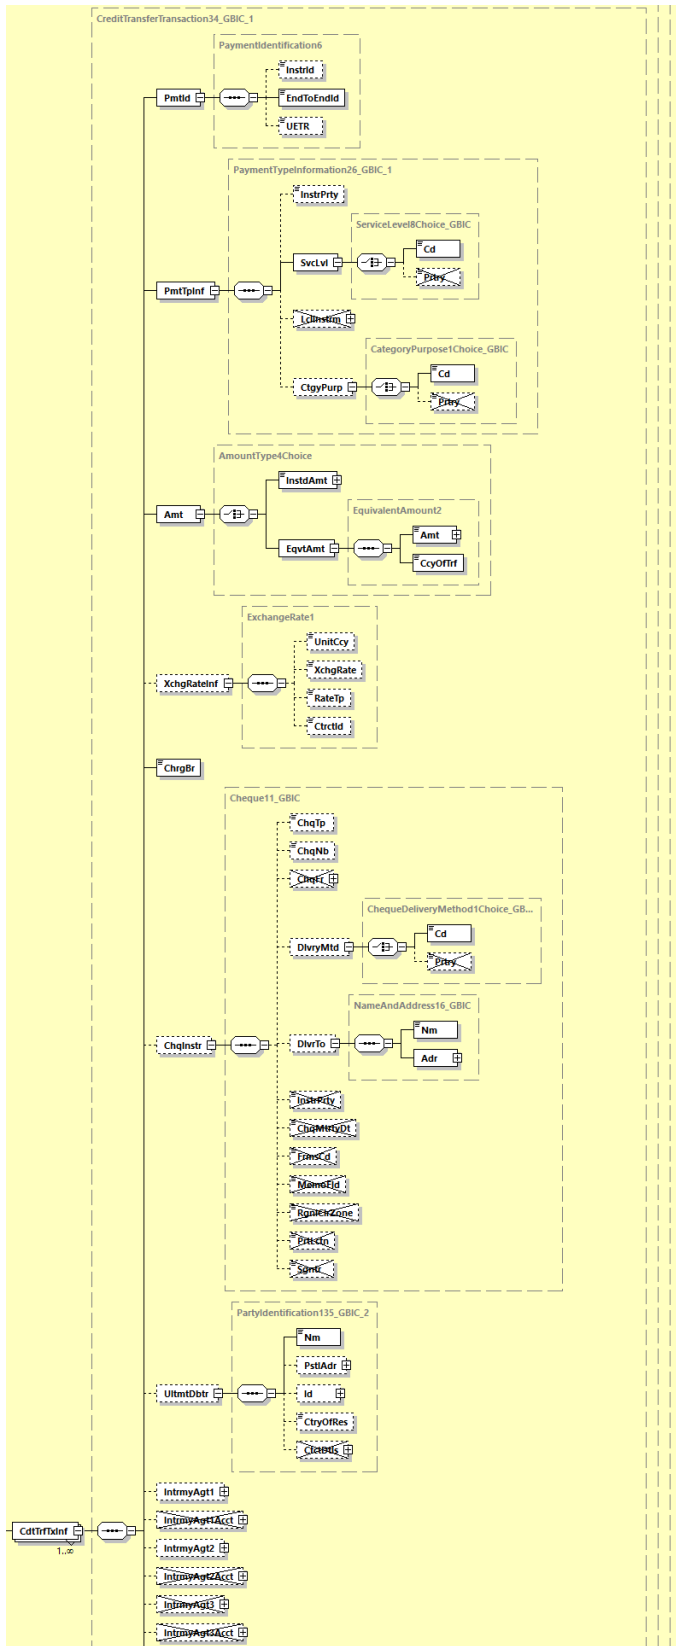 CreditTransferTransaction34_GBIC_1
PaymentIdentification6
InstrId
PmtId
EndToEndId
UETR
PaymentTypeInformation26_GBIC_1
InstrPrty
ServiceLevel8Choice_GBIC
Cd
SvcLvl
Prtry
PmtTpInf
LclInstrm
CategoryPurpose1Choice_GBIC
Cd
CtgyPurp
Prtry
AmountType4Choice
InstdAmt
EquivalentAmount2
Amt
Amt
EqvtAmt
CcyOfTrf
ExchangeRate1
UnitCcy
XchgRate
XchgRateInf
RateTp
CtrctId
ChrgBr
Cheque11_GBIC
ChqTp
ChqNb
ChqFr
ChequeDeliveryMethod1Choice_GB...
Cd
DlvryMtd
Prtry
NameAndAddress16_GBIC
Nm
ChqInstr
DlvrTo
Adr
InstrPrty
ChqMtrtyDt
FrmsCd
MemoFld
RgnlClrZone
PrtLctn
Sgntr
PartyIdentification135_GBIC_2
Nm
PstlAdr
UltmtDbtr
Id
CtryOfRes
CtctDtls
IntrmyAgt1
IntrmyAgt1Acct
CdtTrfTxInf
1..∞
IntrmyAgt2
IntrmyAgt2Acct
IntrmyAgt3
IntrmyAgt3Acct